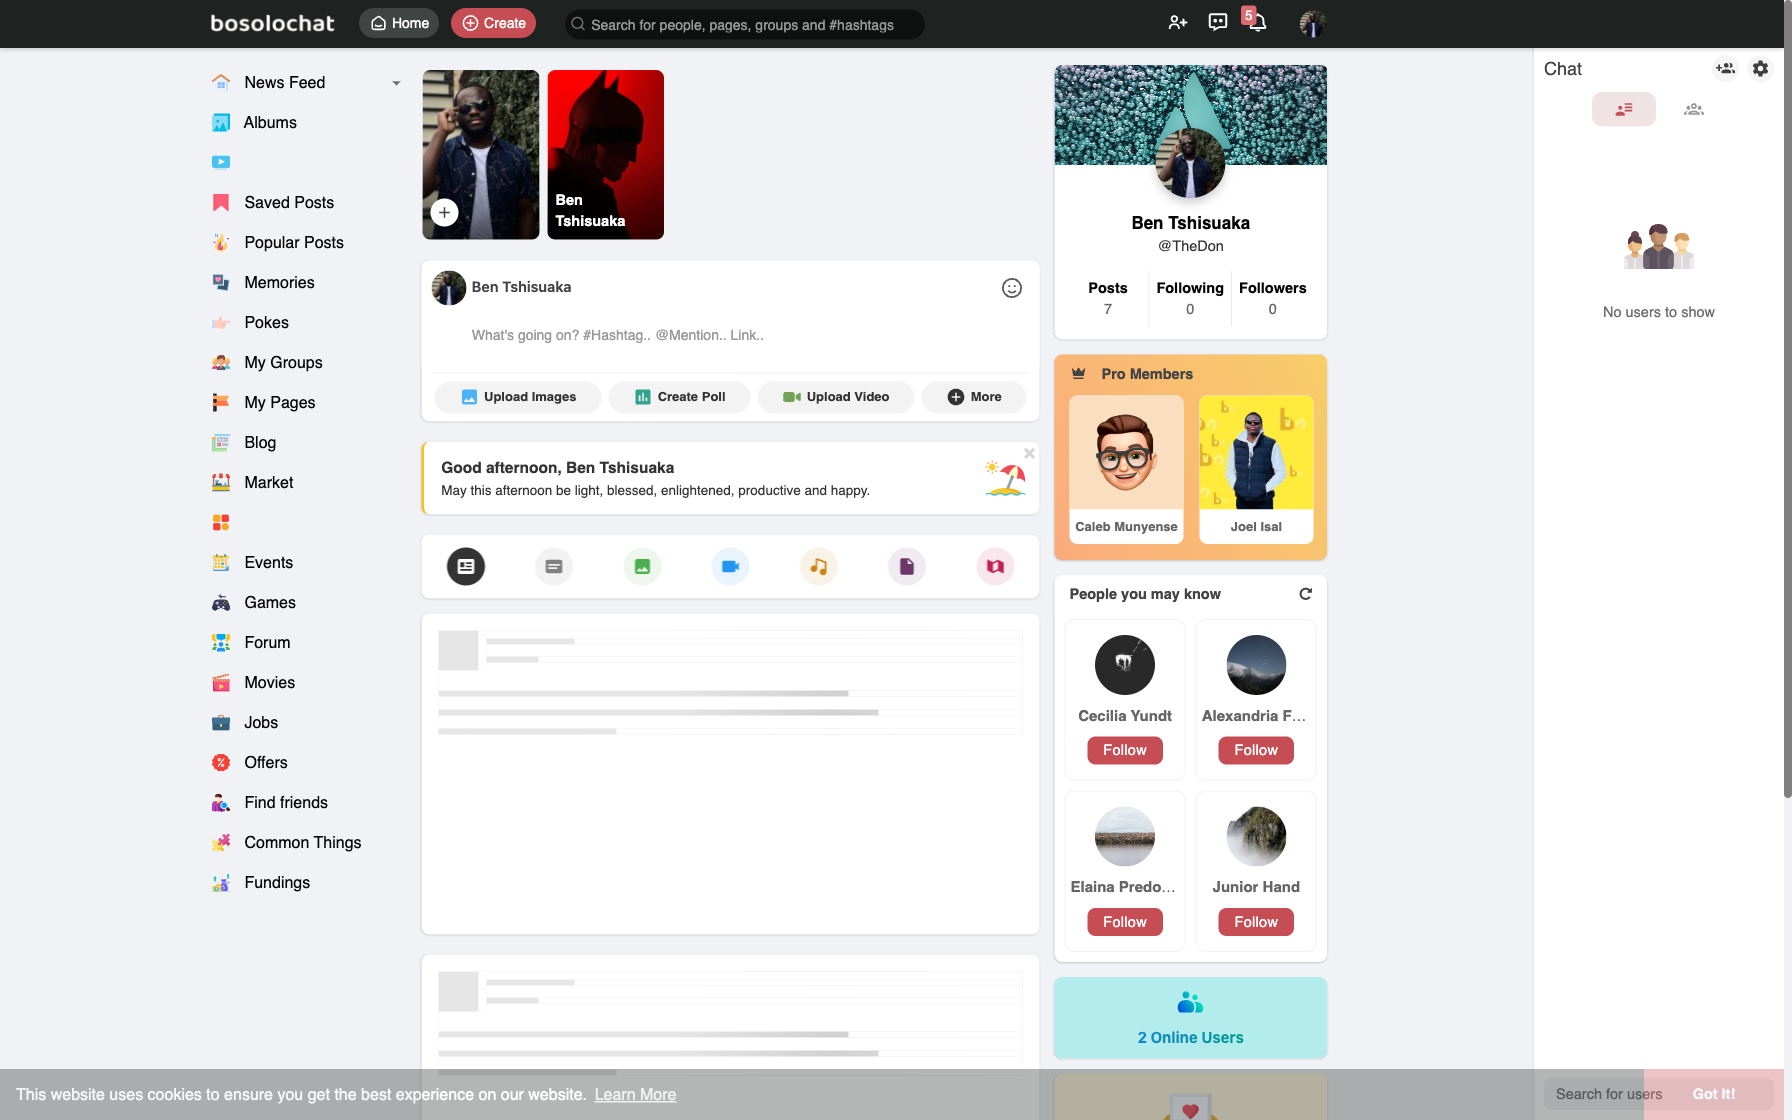 bosolochat
Home
Create
Search for people, pages, groups and #hashtags
5
News Feed
Albums
Saved Posts
Popular Posts
Memories
Pokes
My Groups
My Pages
Blog
Market
Events
Games
Forum
Movies
Jobs
Offers
Find friends
Common Things
Fundings
Ben
Tshisuaka
Ben Tshisuaka
What's going on? #Hashtag.. @Mention.. Link..
Upload Images
Create Poll
Upload Video
More
Good afternoon, Ben Tshisuaka
May this afternoon be light, blessed, enlightened, productive and happy.
Ben Tshisuaka
@TheDon
Posts
Following
Followers
7
0
0
Pro Members
Caleb Munyense
Joel Isal
People you may know
Cecilia Yundt
Alexandria F...
Follow
Follow
Elaina Predo...
Junior Hand
Follow
Follow
2 Online Users
Chat
No users to show
Search for users
This website uses cookies to ensure you get the best experience on our website. Learn More
Got It!